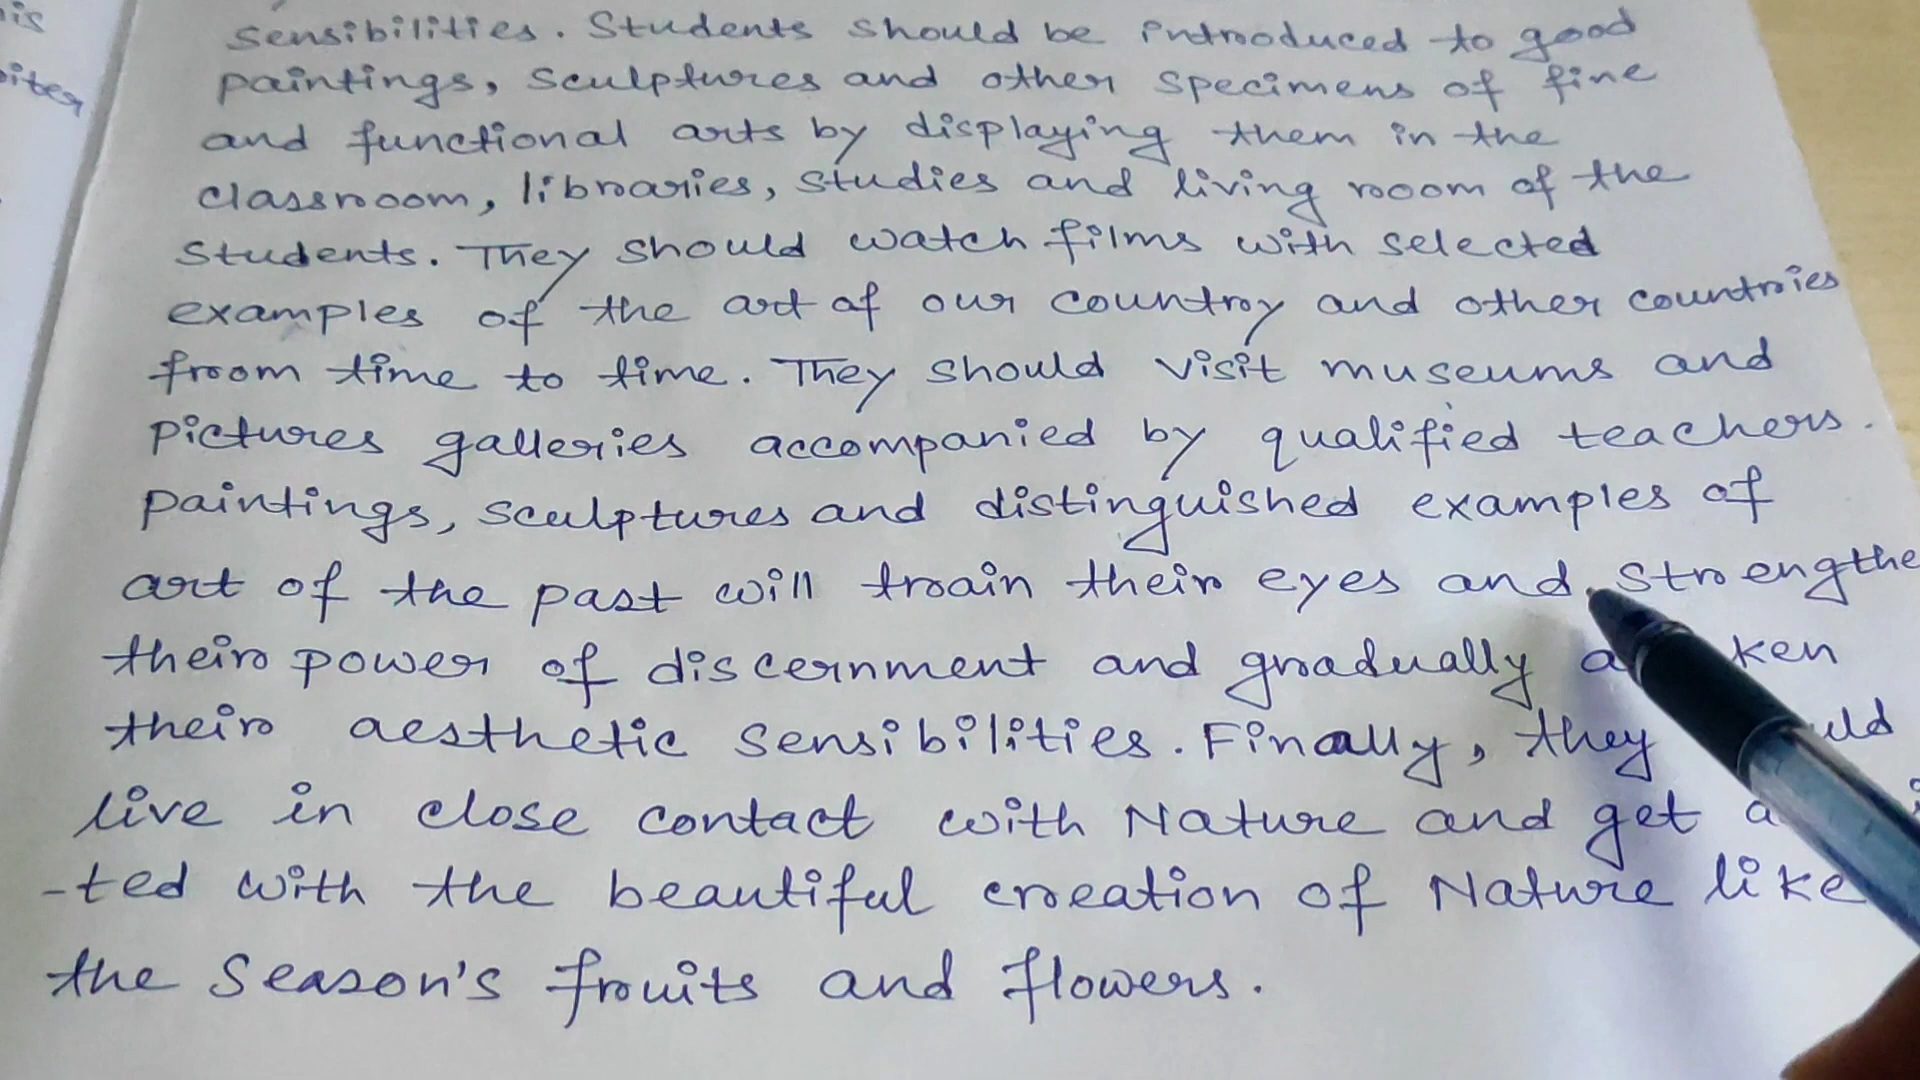 is
iter
sensibilities. Students should be introduced to good
paintings, sculptures and other specimens of fine
and functional arts by displaying them in the
classroom, libraries, studies and living room of the
students. They should watch films with selected
examples of the art of our country and other countries
from time to time. They should visit museums and
pictures galleries accompanied by qualified teachers.
paintings, sculptures and distinguished examples of
art of the past will train their eyes and strengthe
their power of discernment and gradually a ken
their aesthetic sensibilities. Finally, they uld
live in close contact with Nature and get a
-ted with the beautiful creation of Nature like
the season's fruits and flowers.